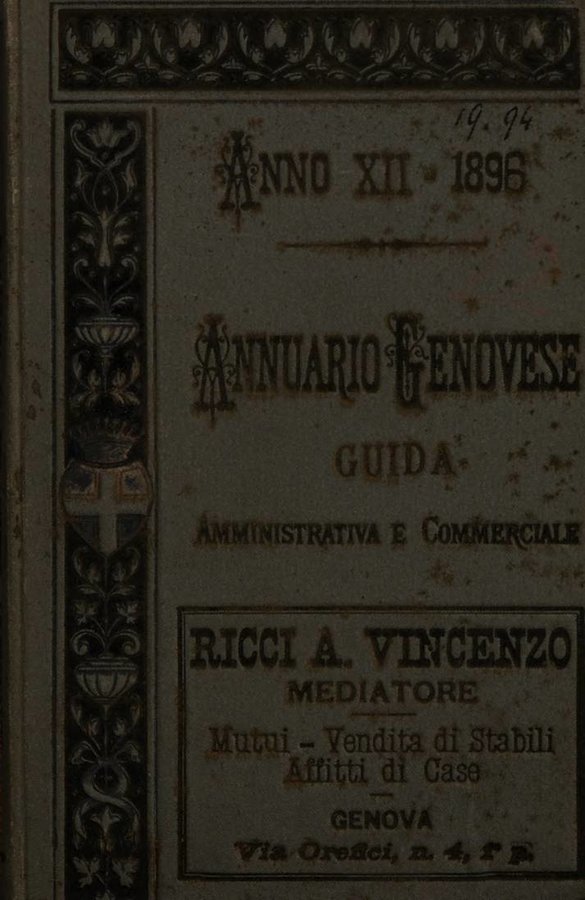 19.94
ANNO XII - 1896
ANNUARIO GENOVESE
GUIDA
AMMINISTRATIVA E COMMERCIALE
RICCI A. VINCENZO
MEDIATORE
Mutui - Vendita di Stabili
Affitti di Case
GENOVA
Via Orefici, n. 4, 1° p.